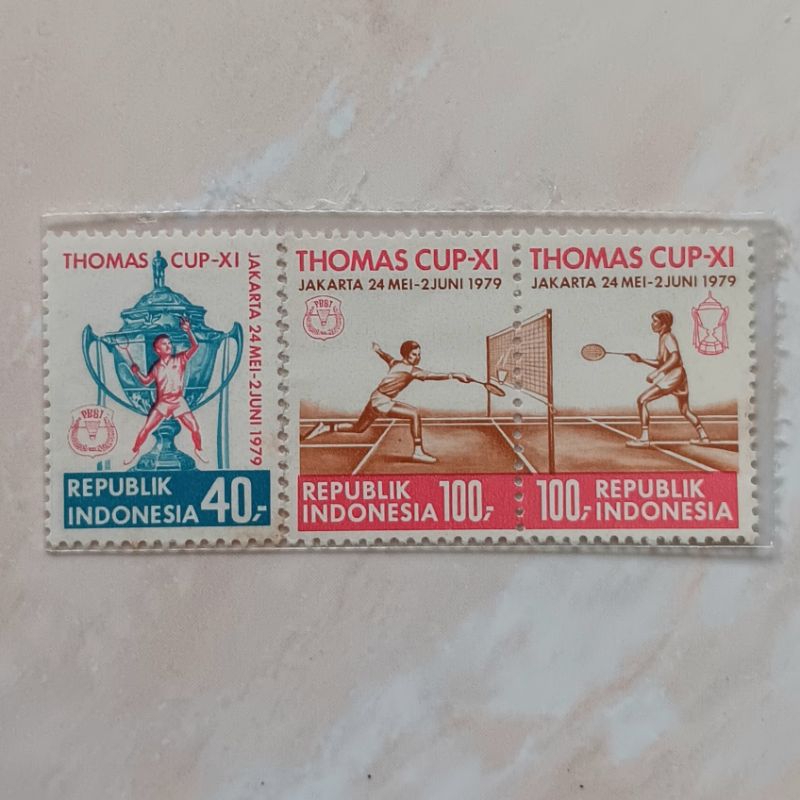 THOMAS CUP-XI
JAKARTA 24 MEI-2 JUNI 1979
PBSI
REPUBLIK
INDONESIA 40,-
THOMAS CUP-XI
JAKARTA 24 MEI-2 JUNI 1979
PBSI
REPUBLIK
INDONESIA 100,-
THOMAS CUP-XI
JAKARTA 24 MEI-2 JUNI 1979
100,- REPUBLIK
INDONESIA